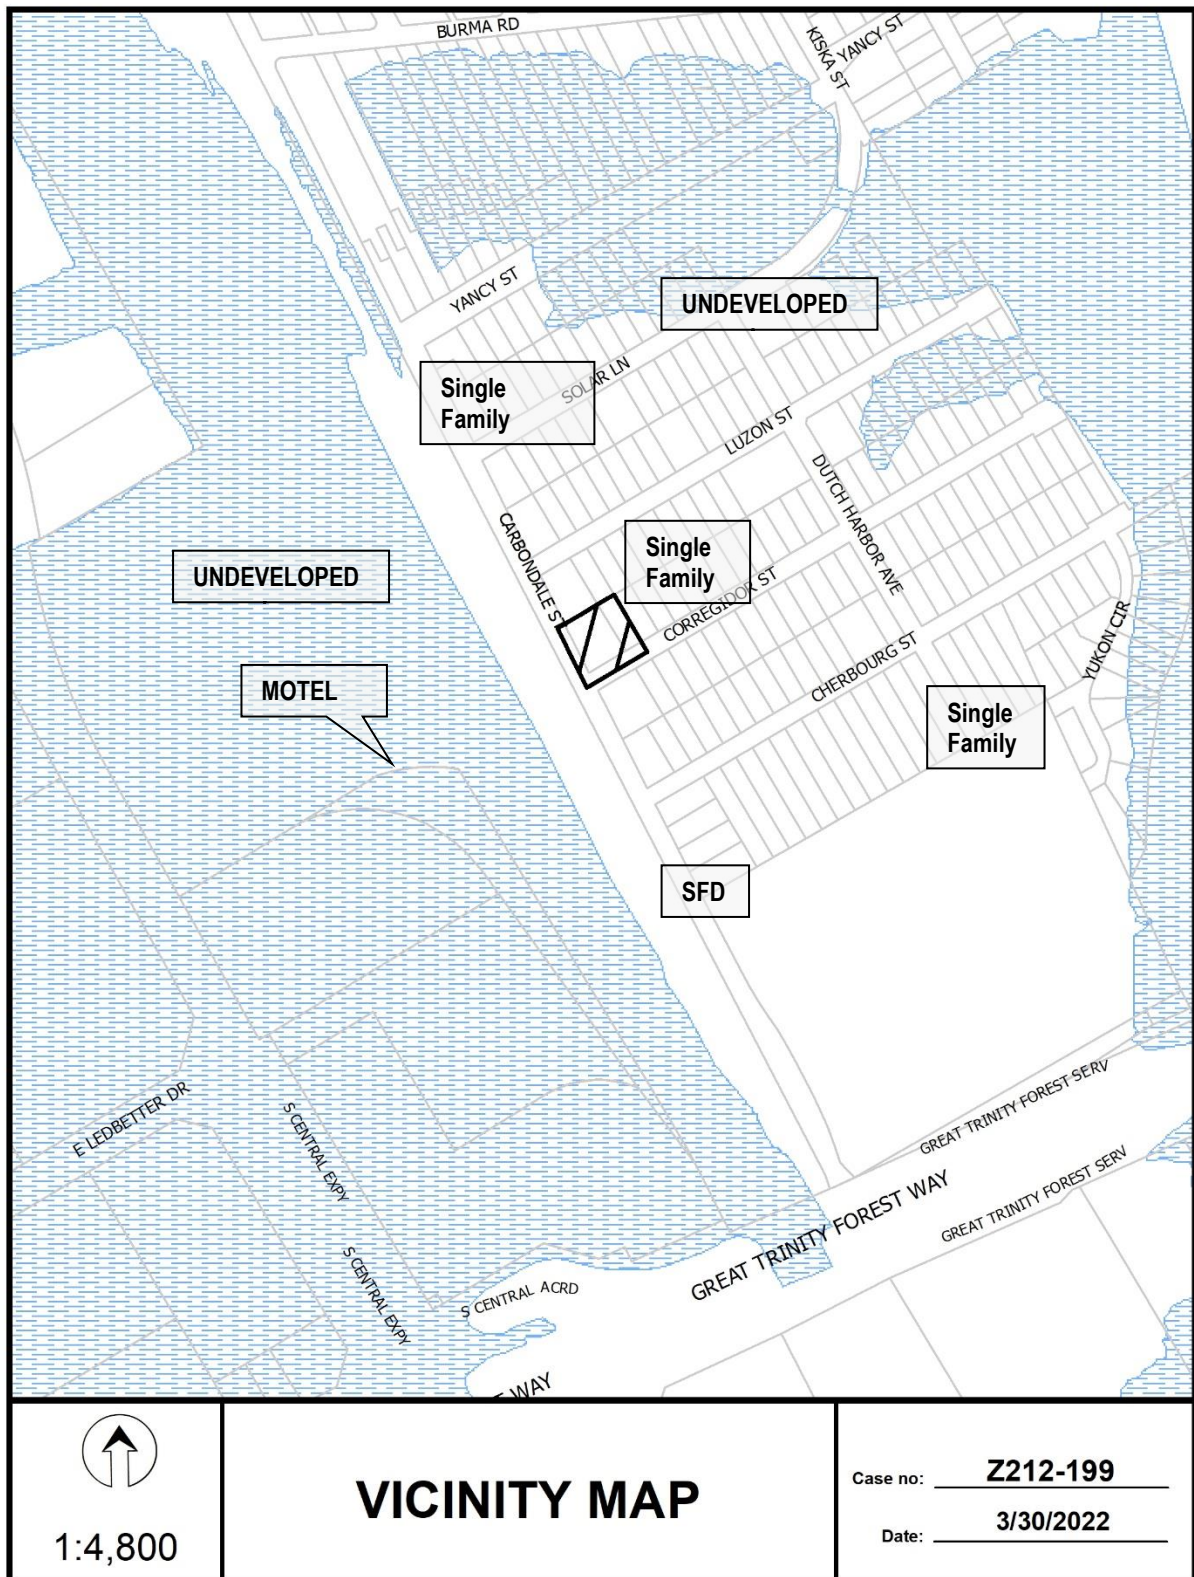 BURMA RD
KISKA ST
YANCY ST
YANCY ST
UNDEVELOPED
SOLAR LN
Single
Family
LUZON ST
DUTCH HARBOR AVE
CARBONDALE ST
Single
Family
UNDEVELOPED
CORREGIDOR ST
YUKON CIR
CHERBOURG ST
MOTEL
Single
Family
SFD
E LEDBETTER DR
S CENTRAL EXPY
GREAT TRINITY FOREST SERV
GREAT TRINITY FOREST WAY
GREAT TRINITY FOREST SERV
S CENTRAL EXPY
S CENTRAL ACRD
WAY
1:4,800
VICINITY MAP
Case no: Z212-199
Date: 3/30/2022